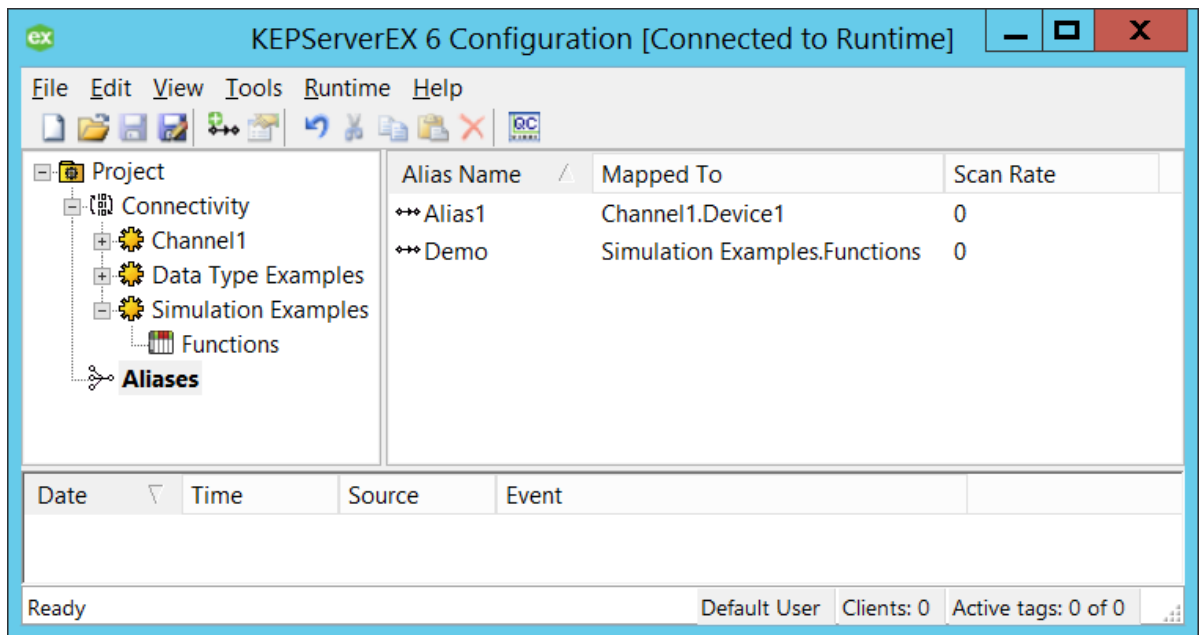 ex KEPServerEX 6 Configuration [Connected to Runtime] X
File Edit View Tools Runtime Help
QC
Project
Connectivity
Channel1
Data Type Examples
Simulation Examples
Functions
Aliases
Alias Name Mapped To Scan Rate
Alias1 Channel1.Device1 0
Demo Simulation Examples.Functions 0
Date Time Source Event
Ready Default User Clients: 0 Active tags: 0 of 0